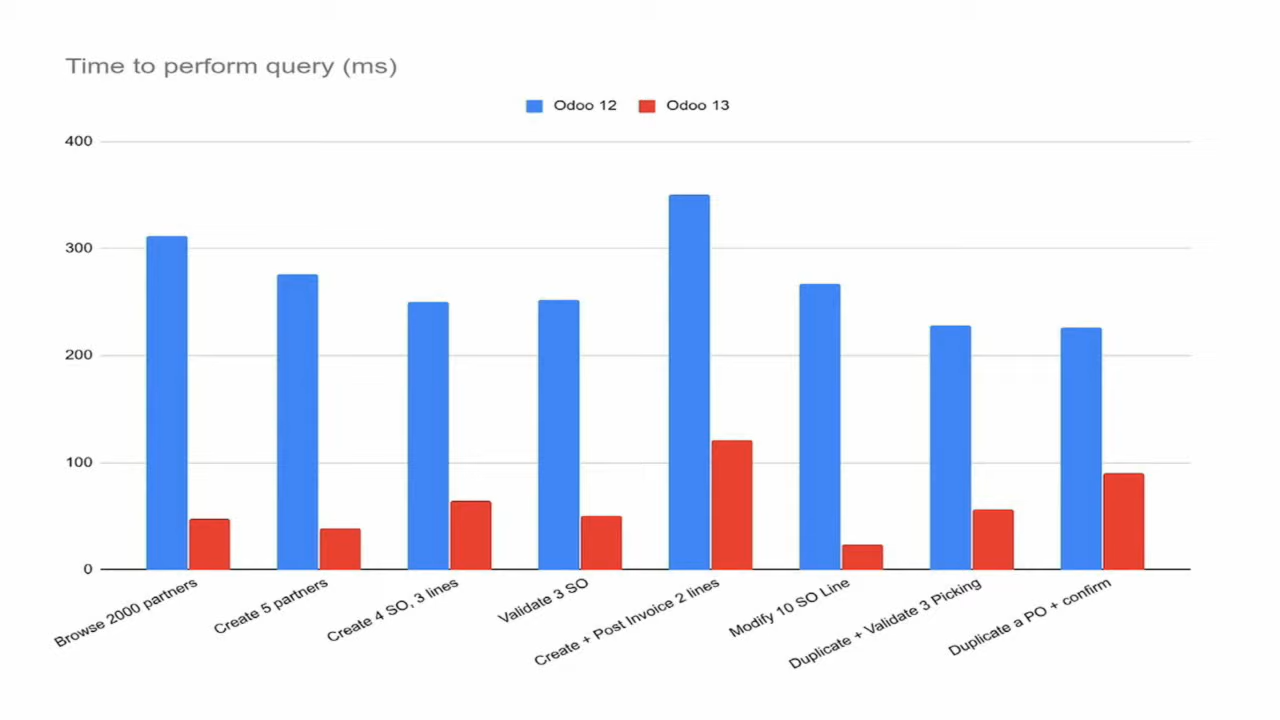 Time to perform query (ms)
Odoo 12
Odoo 13
400
300
200
100
0
Browse 2000 partners
Create 5 partners
Create 4 SO, 3 lines
Validate 3 SO
Create + Post Invoice 2 lines
Modify 10 SO Line
Duplicate + Validate 3 Picking
Duplicate a PO + confirm